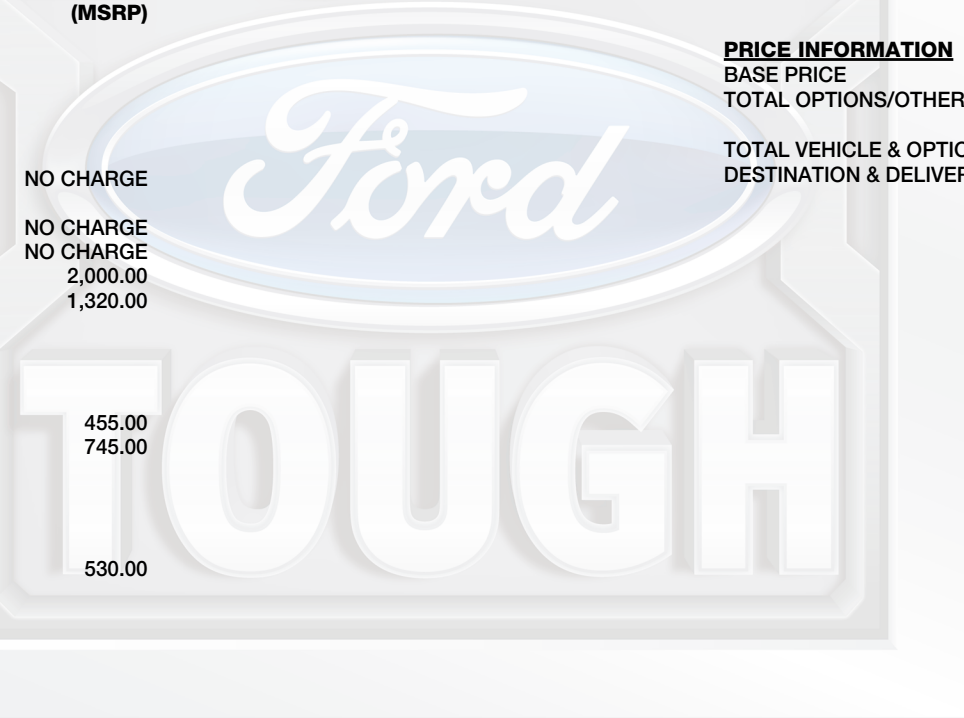 (MSRP)
NO CHARGE
NO CHARGE
NO CHARGE
2,000.00
1,320.00
455.00
745.00
530.00
PRICE INFORMATION
BASE PRICE
TOTAL OPTIONS/OTHER
TOTAL VEHICLE & OPTIO
DESTINATION & DELIVER
Ford
TOUGH